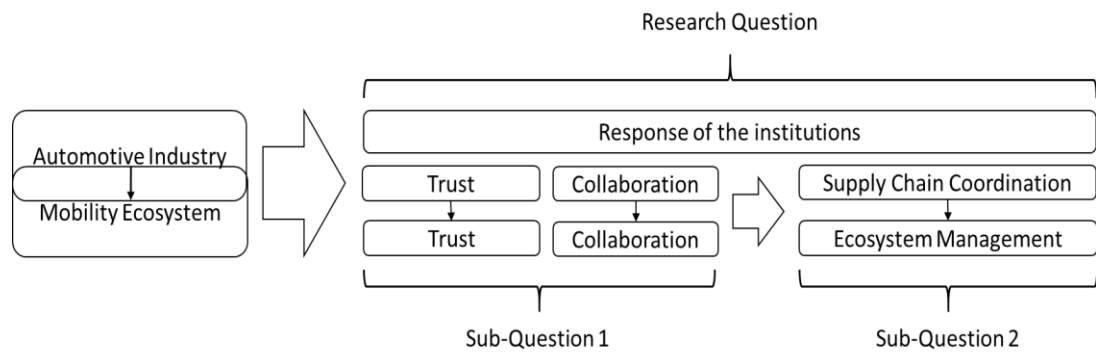 Research Question
Response of the institutions
Automotive Industry
Mobility Ecosystem
Trust
Collaboration
Trust
Collaboration
Supply Chain Coordination
Ecosystem Management
Sub-Question 1
Sub-Question 2